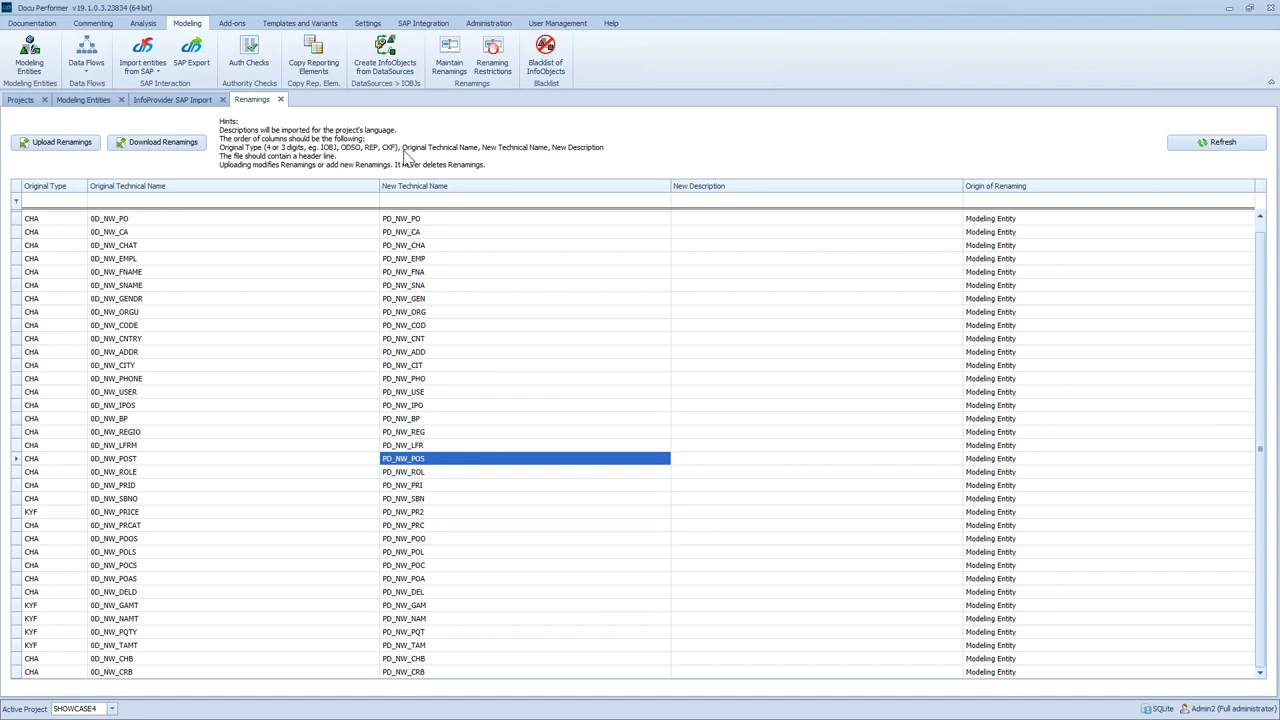 Docu Performer v19.1.0.3.23834 (64 bit)
Documentation Commenting Analysis Modeling Add-ons Templates and Variants Settings SAP Integration Administration User Management Help
Modeling Entities Data Flows Import entities from SAP SAP Export Auth Checks Copy Reporting Elements Create InfoObjects from DataSources Maintain Renamings Renaming Restrictions Blacklist of InfoObjects
Modeling Entities Data Flows SAP Interaction Authority Checks Copy Rep. Elem. DataSources > IOBJs Renamings Blacklist
Projects Modeling Entities InfoProvider SAP Import Renamings
Upload Renamings Download Renamings
Hints:
Descriptions will be imported for the project's language.
The order of columns should be the following:
Original Type (4 or 3 digits, eg. IOBJ, ODSO, REP, CKF), Original Technical Name, New Technical Name, New Description
The file should contain a header line.
Uploading modifies Renamings or add new Renamings. It never deletes Renamings.
Refresh
Original Type Original Technical Name New Technical Name New Description Origin of Renaming
CHA 0D_NW_PO PD_NW_PO Modeling Entity
CHA 0D_NW_CA PD_NW_CA Modeling Entity
CHA 0D_NW_CHAT PD_NW_CHA Modeling Entity
CHA 0D_NW_EMPL PD_NW_EMP Modeling Entity
CHA 0D_NW_FNAME PD_NW_FNA Modeling Entity
CHA 0D_NW_SNAME PD_NW_SNA Modeling Entity
CHA 0D_NW_GENDR PD_NW_GEN Modeling Entity
CHA 0D_NW_ORGU PD_NW_ORG Modeling Entity
CHA 0D_NW_CODE PD_NW_COD Modeling Entity
CHA 0D_NW_CNTRY PD_NW_CNT Modeling Entity
CHA 0D_NW_ADDR PD_NW_ADD Modeling Entity
CHA 0D_NW_CITY PD_NW_CIT Modeling Entity
CHA 0D_NW_PHONE PD_NW_PHO Modeling Entity
CHA 0D_NW_USER PD_NW_USE Modeling Entity
CHA 0D_NW_IPOS PD_NW_IPO Modeling Entity
CHA 0D_NW_BP PD_NW_BP Modeling Entity
CHA 0D_NW_REGIO PD_NW_REG Modeling Entity
CHA 0D_NW_LFRM PD_NW_LFR Modeling Entity
CHA 0D_NW_POST PD_NW_POS Modeling Entity
CHA 0D_NW_ROLE PD_NW_ROL Modeling Entity
CHA 0D_NW_PRID PD_NW_PRI Modeling Entity
CHA 0D_NW_SBNO PD_NW_SBN Modeling Entity
KYF 0D_NW_PRICE PD_NW_PR2 Modeling Entity
CHA 0D_NW_PRCAT PD_NW_PRC Modeling Entity
CHA 0D_NW_POOS PD_NW_POO Modeling Entity
CHA 0D_NW_POLS PD_NW_POL Modeling Entity
CHA 0D_NW_POCS PD_NW_POC Modeling Entity
CHA 0D_NW_POAS PD_NW_POA Modeling Entity
CHA 0D_NW_DELD PD_NW_DEL Modeling Entity
KYF 0D_NW_GAMT PD_NW_GAM Modeling Entity
KYF 0D_NW_NAMT PD_NW_NAM Modeling Entity
KYF 0D_NW_PQTY PD_NW_PQT Modeling Entity
KYF 0D_NW_TAMT PD_NW_TAM Modeling Entity
CHA 0D_NW_CHB PD_NW_CHB Modeling Entity
CHA 0D_NW_CRB PD_NW_CRB Modeling Entity
Active Project SHOWCASE4 SQLite Admin2 (Full administrator)